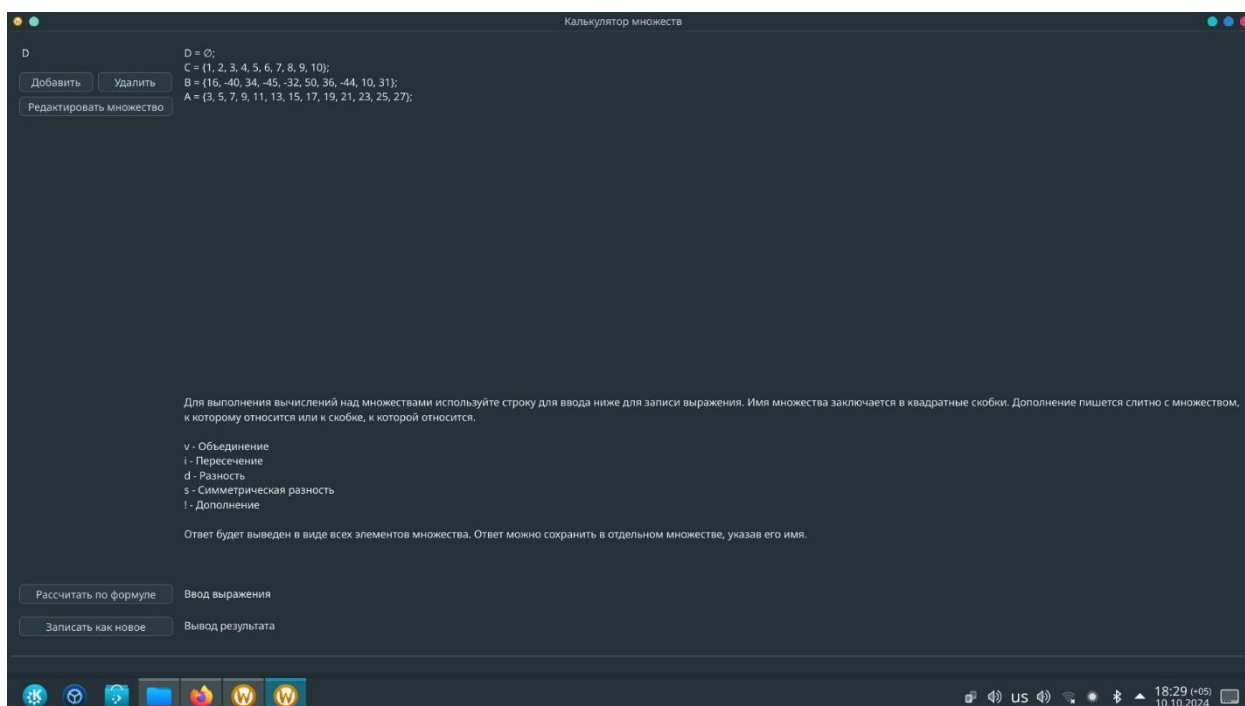 Калькулятор множеств
D
Добавить
Удалить
Редактировать множество
D = ∅;
C = {1, 2, 3, 4, 5, 6, 7, 8, 9, 10};
B = {16, -40, 34, -45, -32, 50, 36, -44, 10, 31};
A = {3, 5, 7, 9, 11, 13, 15, 17, 19, 21, 23, 25, 27};
Для выполнения вычислений над множествами используйте строку для ввода ниже для записи выражения. Имя множества заключается в квадратные скобки. Дополнение пишется слитно с множеством,
к которому относится или к скобке, к которой относится.
v - Объединение
i - Пересечение
d - Разность
s - Симметрическая разность
! - Дополнение
Ответ будет выведен в виде всех элементов множества. Ответ можно сохранить в отдельном множестве, указав его имя.
Рассчитать по формуле
Ввод выражения
Записать как новое
Вывод результата
US
18:29 (+05)
10.10.2024